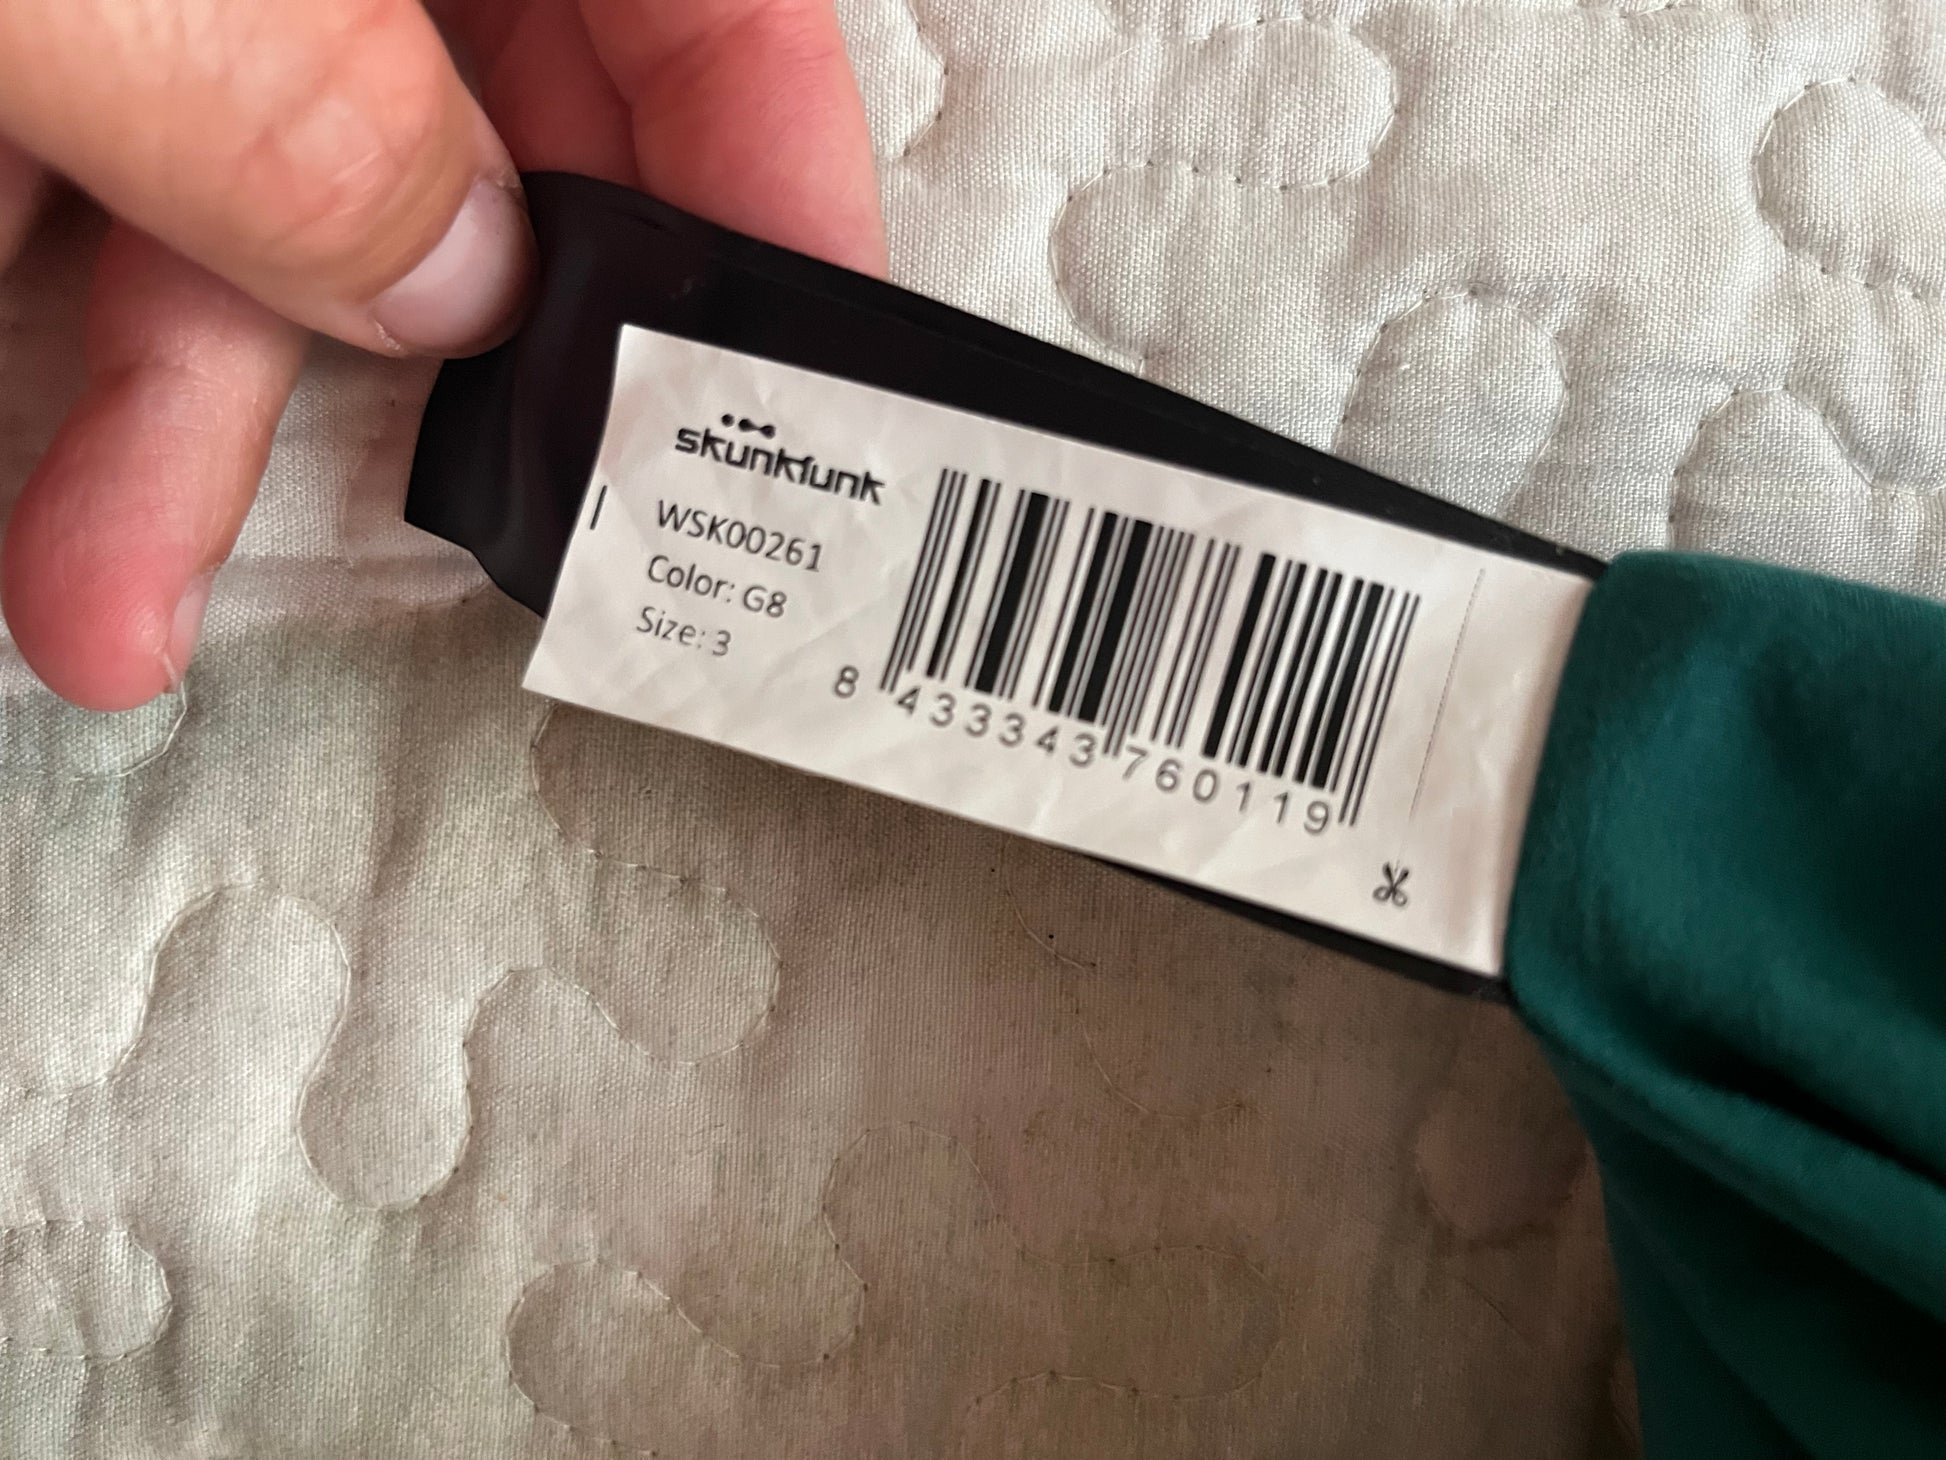 skunkfunk
WSK00261
Color: G8
Size: 3
8 433343 760119